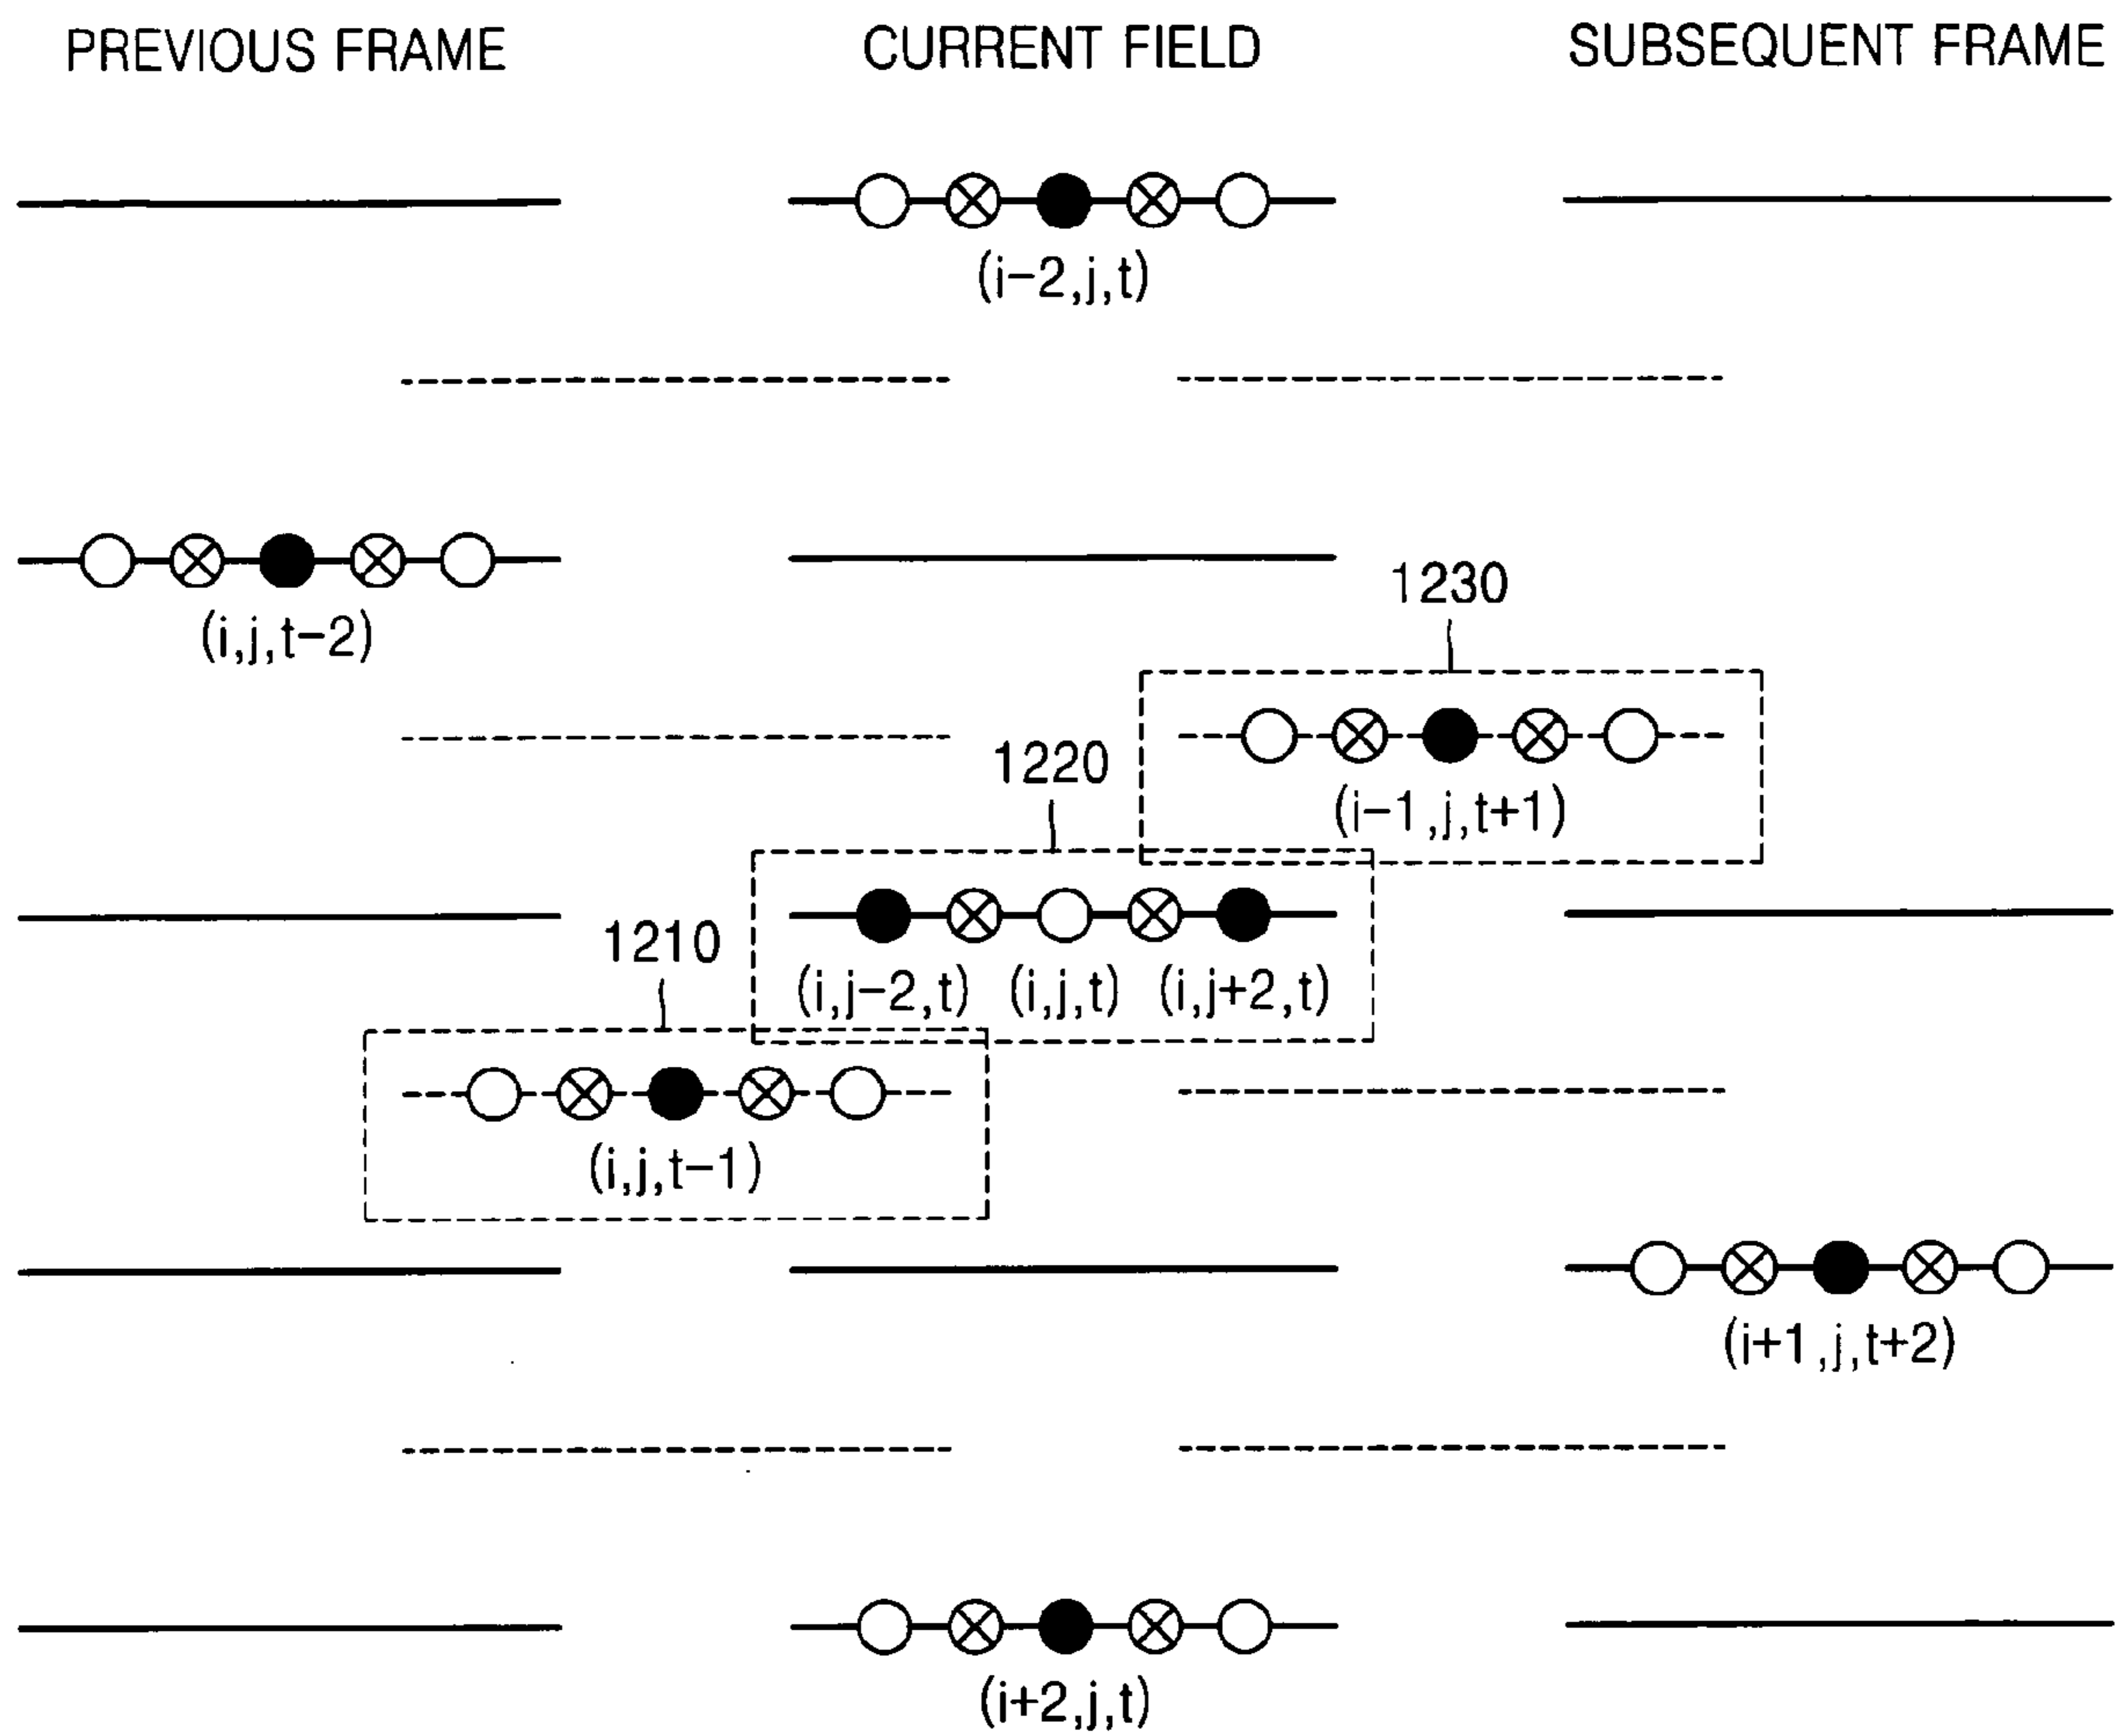 PREVIOUS FRAME
CURRENT FIELD
SUBSEQUENT FRAME
(i-2,j,t)
1230
(i,j,t-2)
1220
(i-1,j,t+1)
1210
(i,j-2,t) (i,j,t) (i,j+2,t)
(i,j,t-1)
(i+1,j,t+2)
(i+2,j,t)